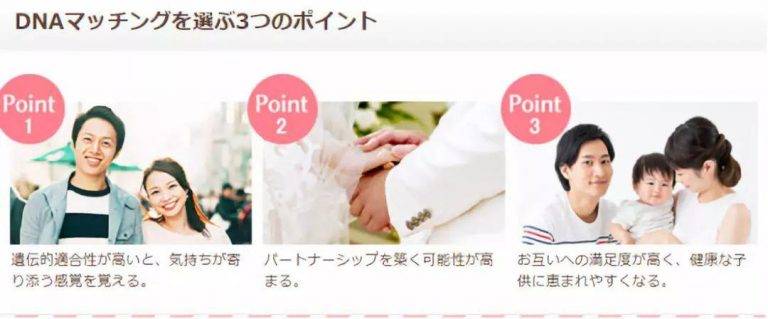 DNAマッチングを選ぶ3つのポイント
Point
1
Point
2
Point
3
遺伝的適合性が高いと、気持ちが寄
り添う感覚を覚える。
パートナーシップを築く可能性が高
まる。
お互いへの満足度が高く、健康な子
供に恵まれやすくなる。